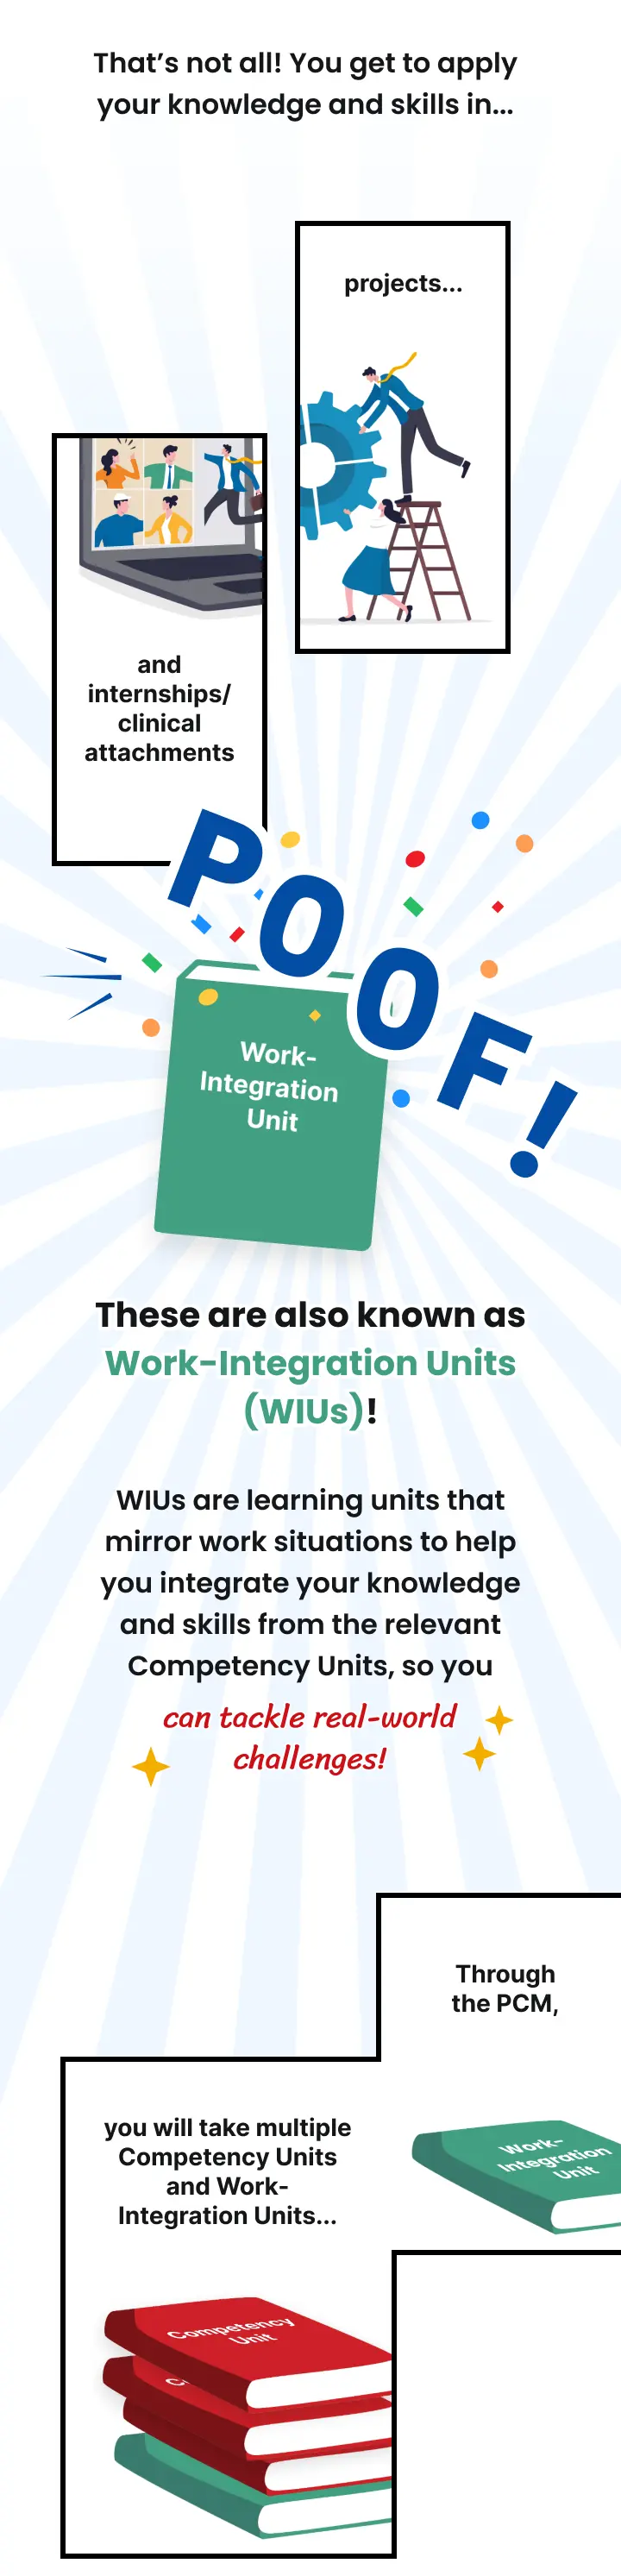 That’s not all! You get to apply
your knowledge and skills in...
projects...
and
internships/
clinical
attachments
POOF!
Work-
Integration
Unit
These are also known as
Work-Integration Units
(WIUs)!
WIUs are learning units that
mirror work situations to help
you integrate your knowledge
and skills from the relevant
Competency Units, so you
can tackle real-world
challenges!
Through
the PCM,
Work-
Integration
Unit
you will take multiple
Competency Units
and Work-
Integration Units...
Competency
Unit